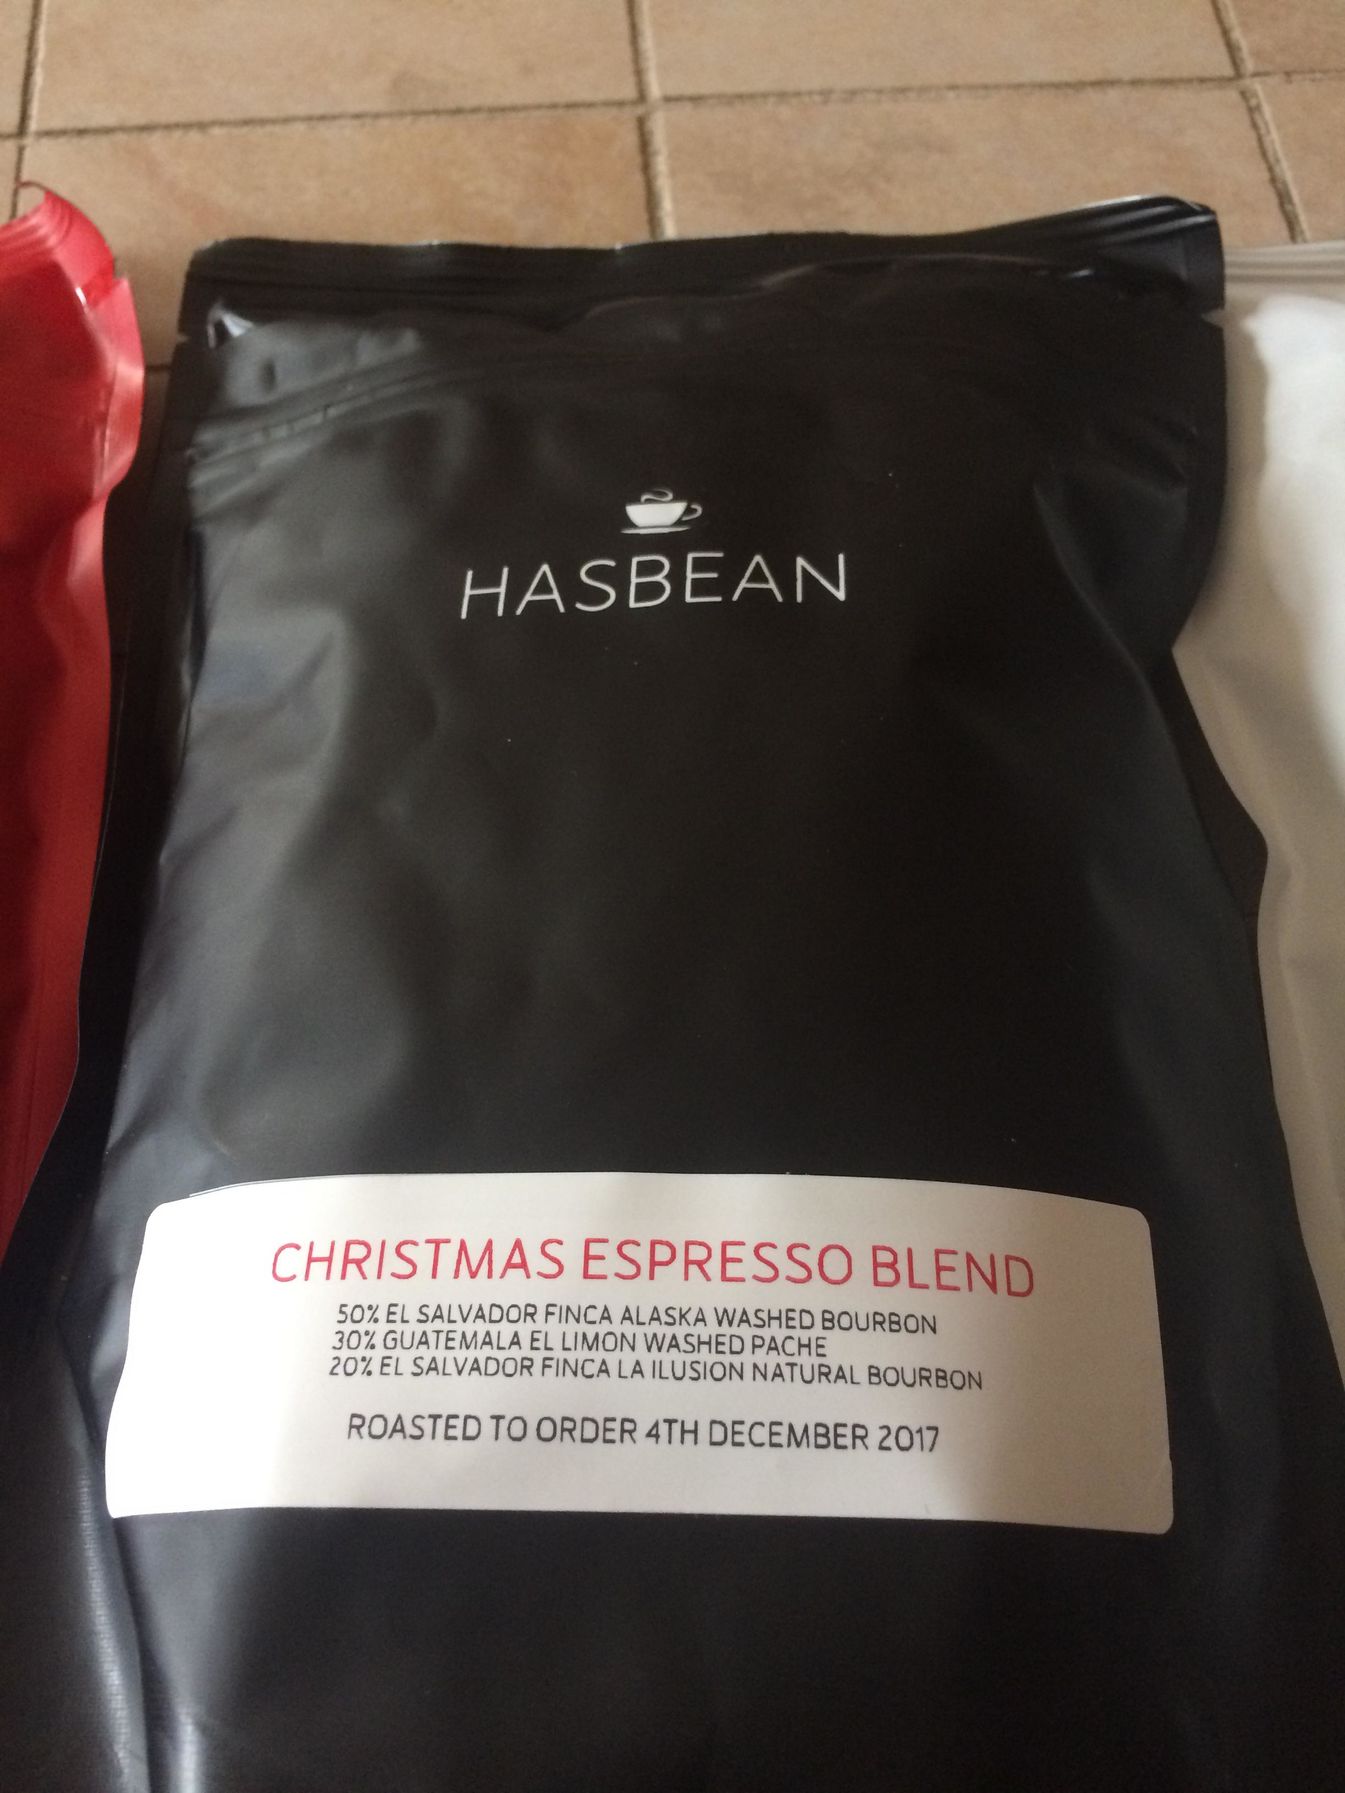 HASBEAN
CHRISTMAS ESPRESSO BLEND
50% EL SALVADOR FINCA ALASKA WASHED BOURBON
30% GUATEMALA EL LIMON WASHED PACHE
20% EL SALVADOR FINCA LA ILUSION NATURAL BOURBON
ROASTED TO ORDER 4TH DECEMBER 2017